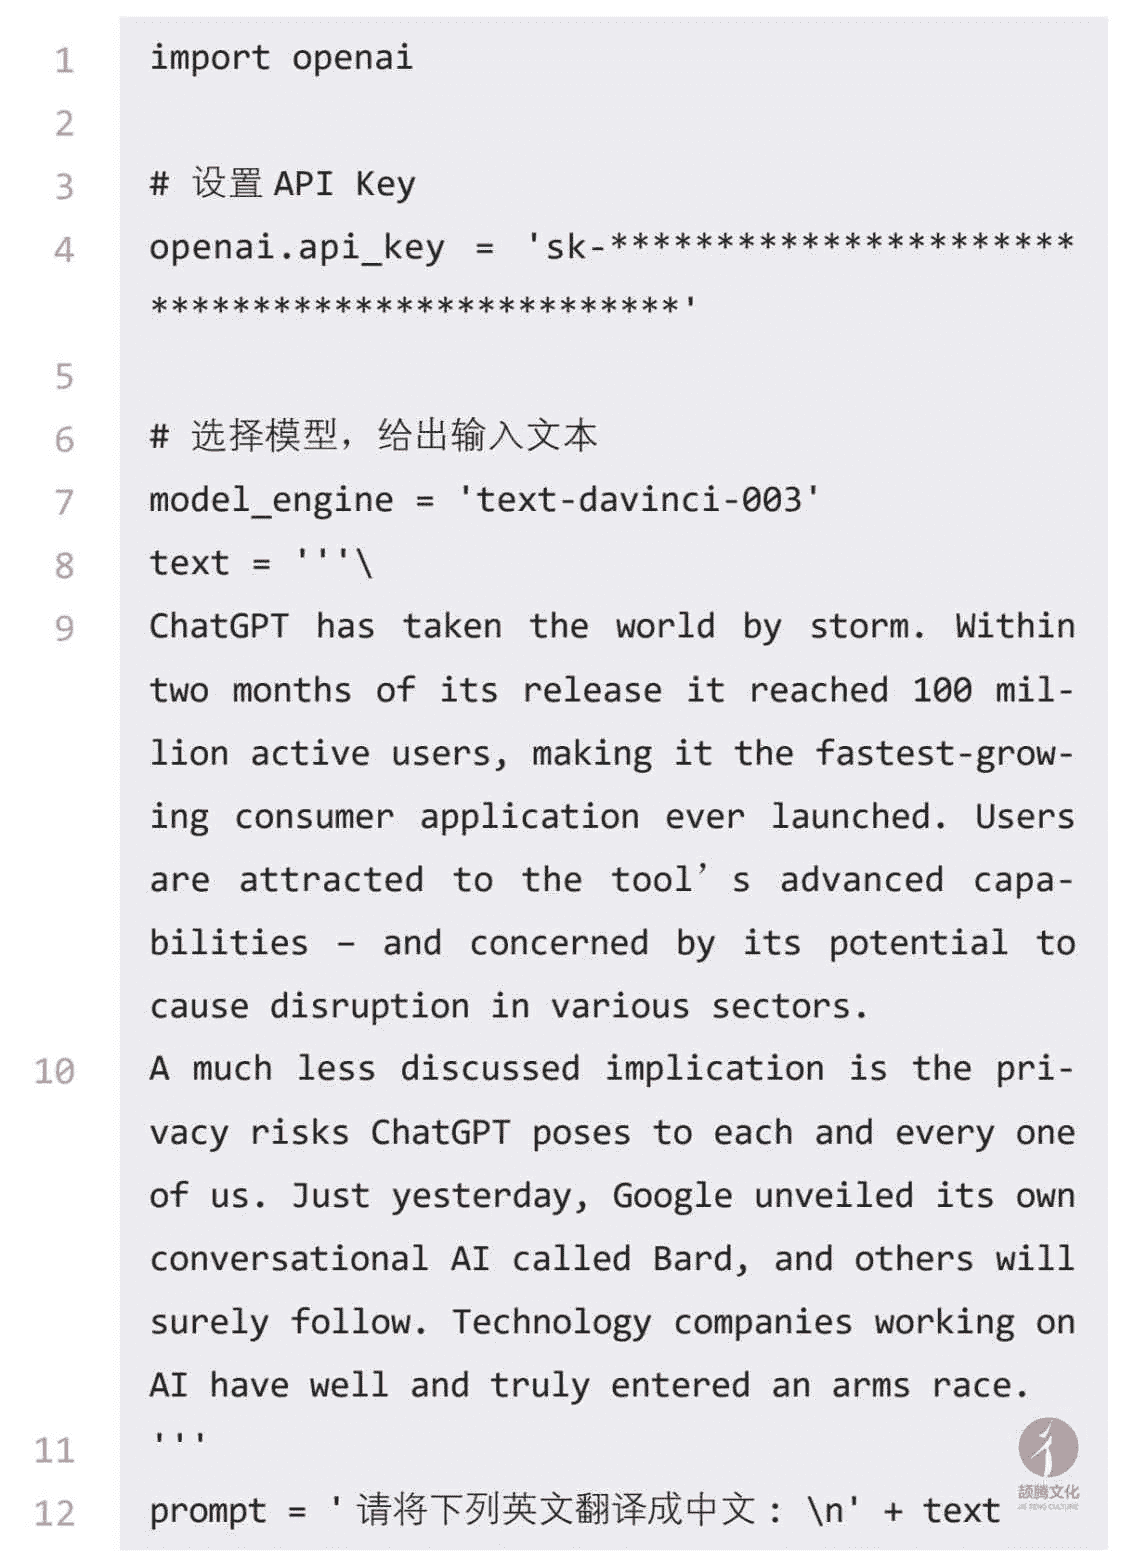 1 import openai
2
3 # 设置 API Key
4 openai.api_key = 'sk-**********************
**************************'
5
6 # 选择模型，给出输入文本
7 model_engine = 'text-davinci-003'
8 text = '''\
9 ChatGPT has taken the world by storm. Within
two months of its release it reached 100 mil-
lion active users, making it the fastest-grow-
ing consumer application ever launched. Users
are attracted to the tool’s advanced capa-
bilities – and concerned by its potential to
cause disruption in various sectors.
10 A much less discussed implication is the pri-
vacy risks ChatGPT poses to each and every one
of us. Just yesterday, Google unveiled its own
conversational AI called Bard, and others will
surely follow. Technology companies working on
AI have well and truly entered an arms race.
11 '''
12 prompt = '请将下列英文翻译成中文：\n' + text
颉腾文化
JIE TENG CULTURE